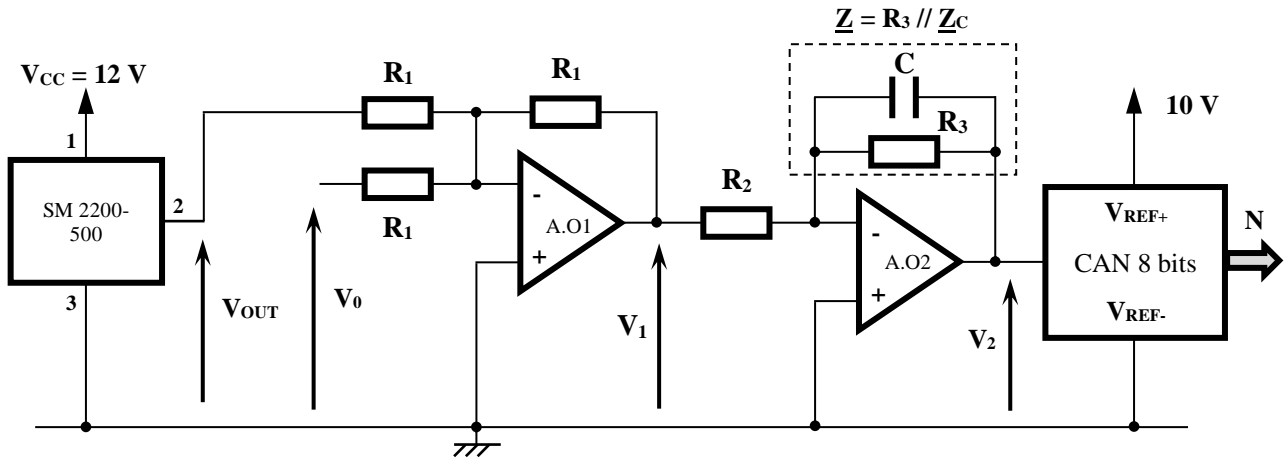 Z = R3 // ZC
VCC = 12 V
R1
R1
C
R3
10 V
1
SM 2200-
500
2
3
R1
R2
-
+
A.O1
-
+
A.O2
VREF+
CAN 8 bits
VREF-
N
VOUT
V0
V1
V2